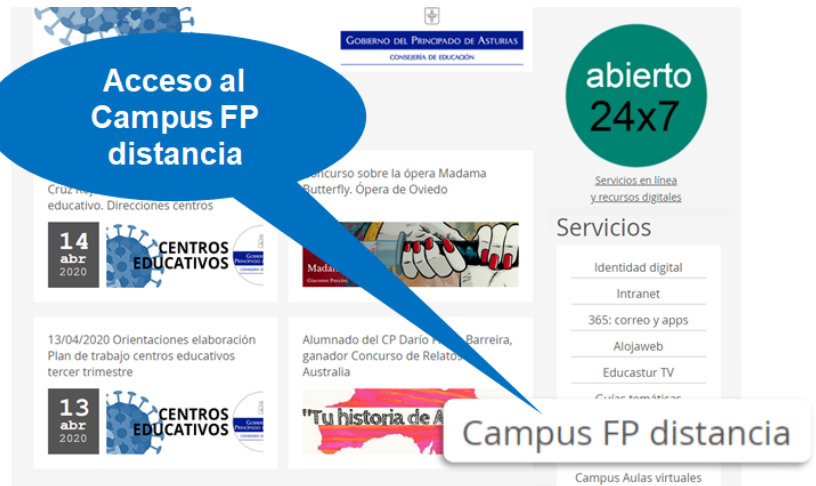 GOBIERNO DEL PRINCIPADO DE ASTURIAS
CONSEJERÍA DE EDUCACIÓN
Acceso al
Campus FP
distancia
educativo. Direcciones centros
14
abr
2020
CENTROS
EDUCATIVOS
Concurso sobre la ópera Madama
Butterfly. Ópera de Oviedo
Madam
13/04/2020 Orientaciones elaboración
Plan de trabajo centros educativos
tercer trimestre
13
abr
2020
CENTROS
EDUCATIVOS
Alumnado del CP Darío Barreira,
ganador Concurso de Relatos
Australia
"Tu historia de A
abierto
24x7
Servicios en línea
y recursos digitales
Servicios
Identidad digital
Intranet
365: correo y apps
Alojaweb
Educastur TV
Guías temáticas
Campus FP distancia
Campus Aulas virtuales